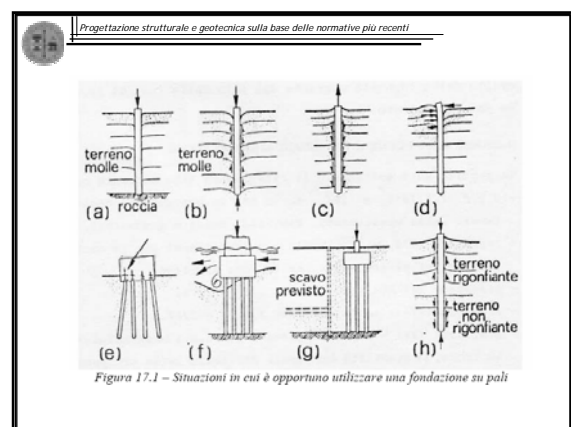 Progettazione strutturale e geotecnica sulla base delle normative più recenti
terreno
molle
roccia
(a)
terreno
molle
(b)
(c)
(d)
(e)
(f)
scavo
previsto
(g)
terreno
rigonfiante
terreno
non
rigonfiante
(h)
Figura 17.1 – Situazioni in cui è opportuno utilizzare una fondazione su pali